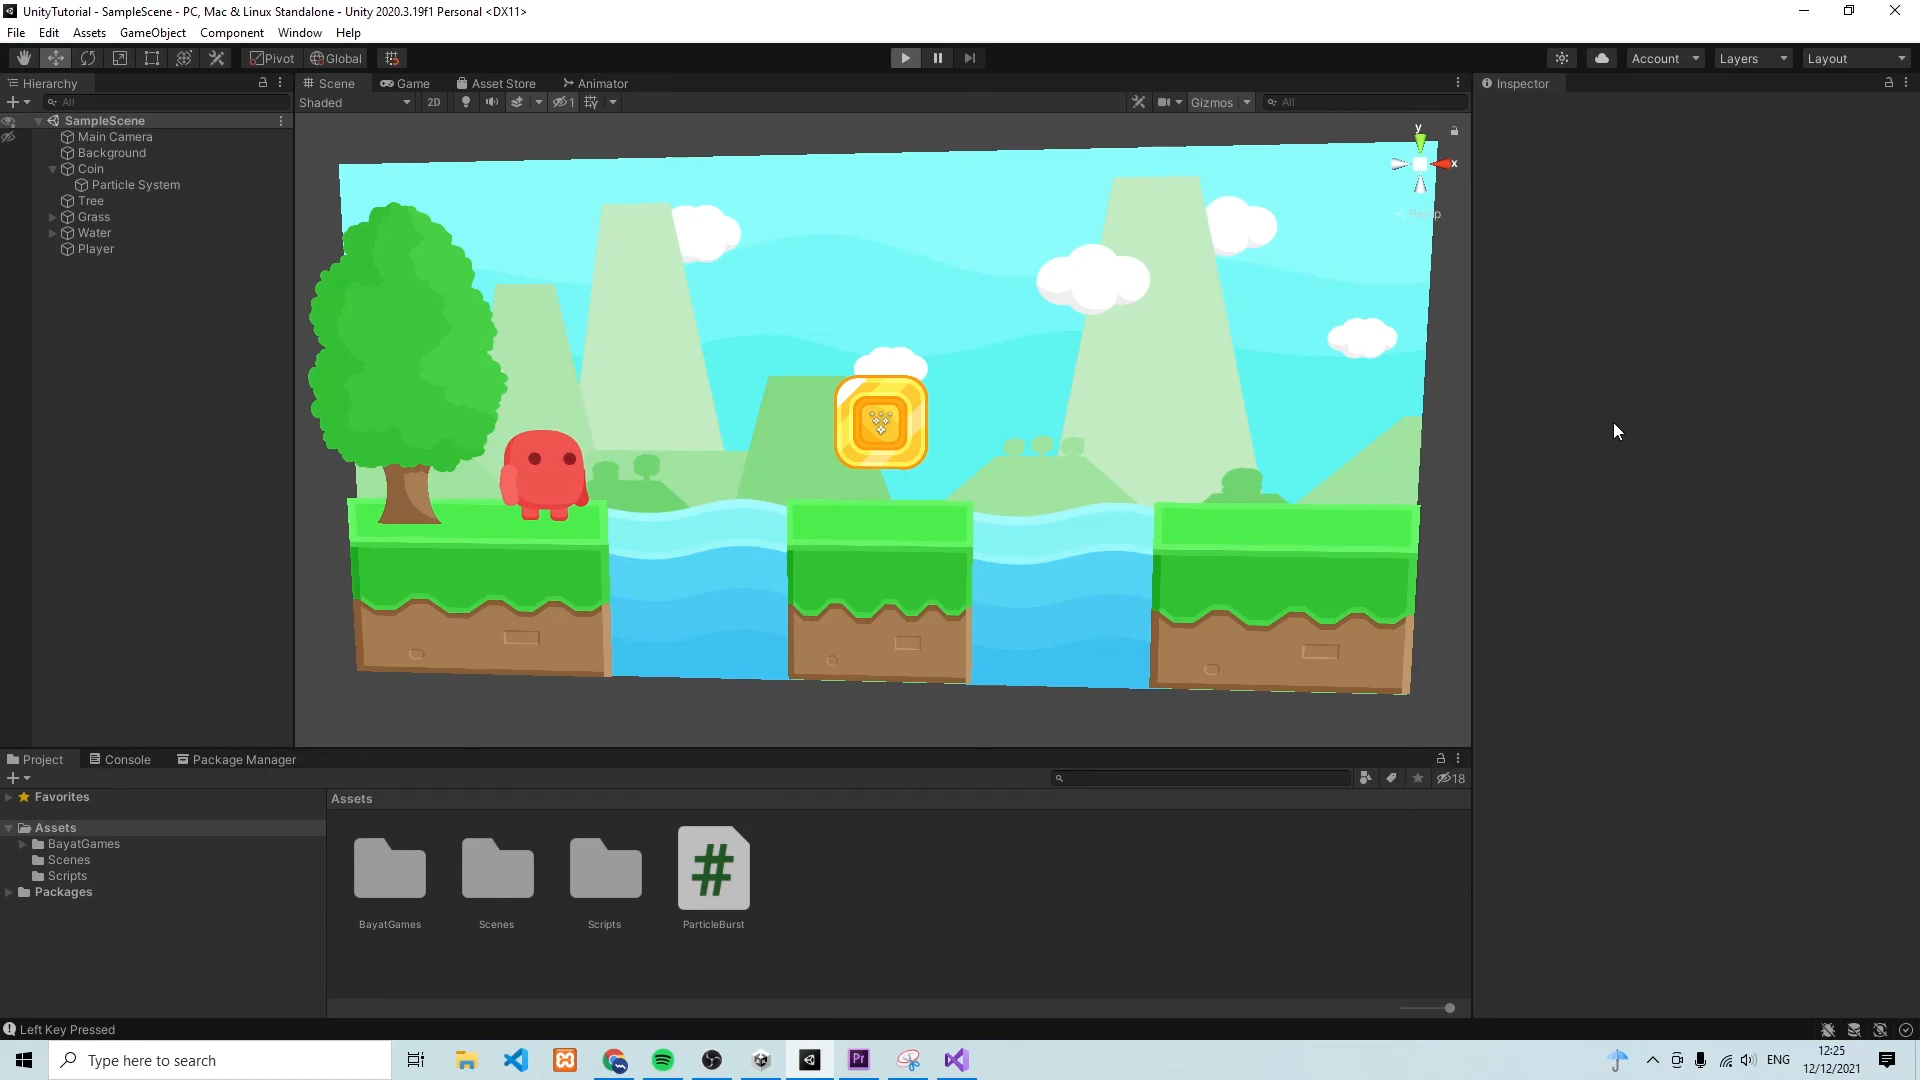 UnityTutorial - SampleScene - PC, Mac & Linux Standalone - Unity 2020.3.19f1 Personal <DX11>
File Edit Assets GameObject Component Window Help
Pivot Global Account Layers Layout
Hierarchy Scene Game Asset Store Animator Inspector
All Shaded 2D 1 Gizmos All
SampleScene
Main Camera
Background
Coin
Particle System
Tree
Grass
Water
Player
y
x
Persp
Project Console Package Manager
18
Favorites
Assets
Assets
BayatGames
Scenes
Scripts
Packages
#
BayatGames Scenes Scripts ParticleBurst
Left Key Pressed
Type here to search
Pr
ENG
12:25
12/12/2021